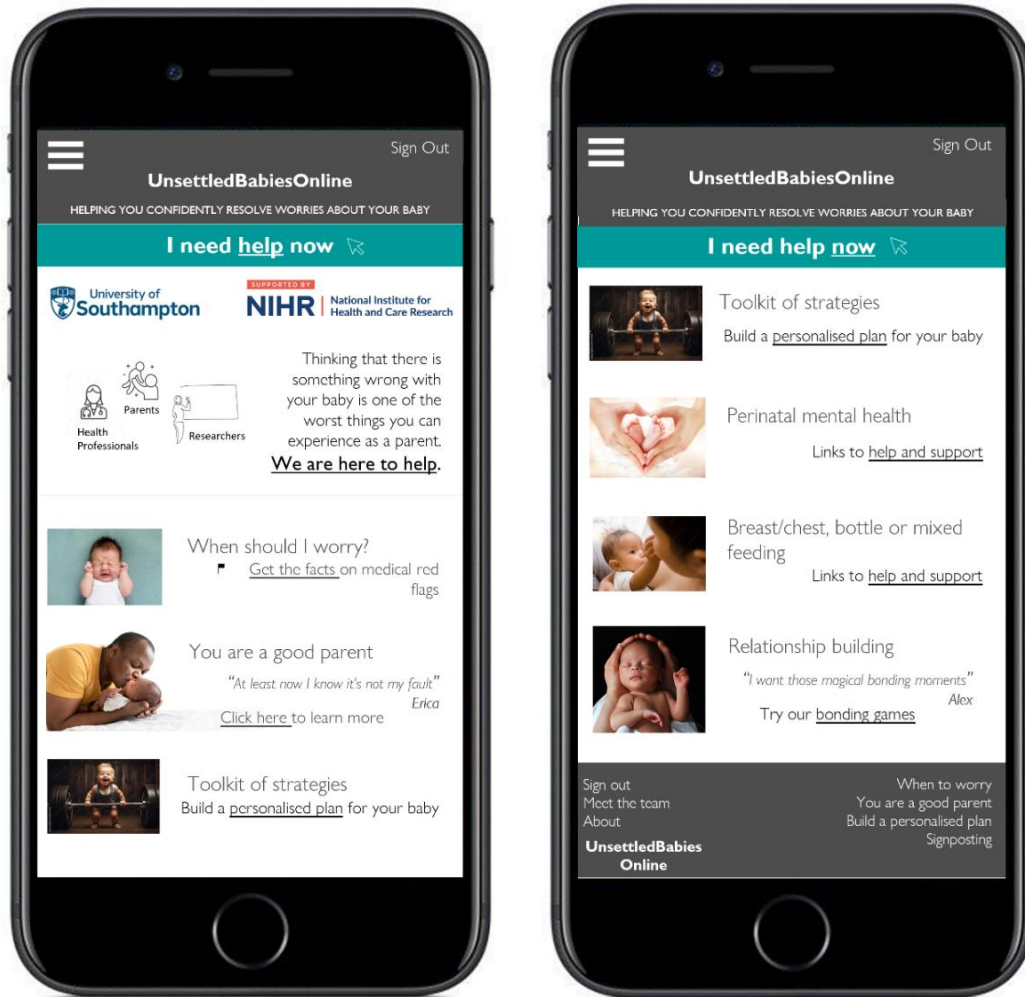 Sign Out
UnsettledBabiesOnline
HELPING YOU CONFIDENTLY RESOLVE WORRIES ABOUT YOUR BABY
I need help now
University of
Southampton
SUPPORTED BY
NIHR | National Institute for
Health and Care Research
Parents
Health
Professionals
Researchers
Thinking that there is
something wrong with
your baby is one of the
worst things you can
experience as a parent.
We are here to help.
When should I worry?
Get the facts on medical red
flags
You are a good parent
"At least now I know it's not my fault"
Erica
Click here to learn more
Toolkit of strategies
Build a personalised plan for your baby
Sign Out
UnsettledBabiesOnline
HELPING YOU CONFIDENTLY RESOLVE WORRIES ABOUT YOUR BABY
I need help now
Toolkit of strategies
Build a personalised plan for your baby
Perinatal mental health
Links to help and support
Breast/chest, bottle or mixed
feeding
Links to help and support
Relationship building
"I want those magical bonding moments"
Alex
Try our bonding games
Sign out
Meet the team
About
UnsettledBabies
Online
When to worry
You are a good parent
Build a personalised plan
Signposting